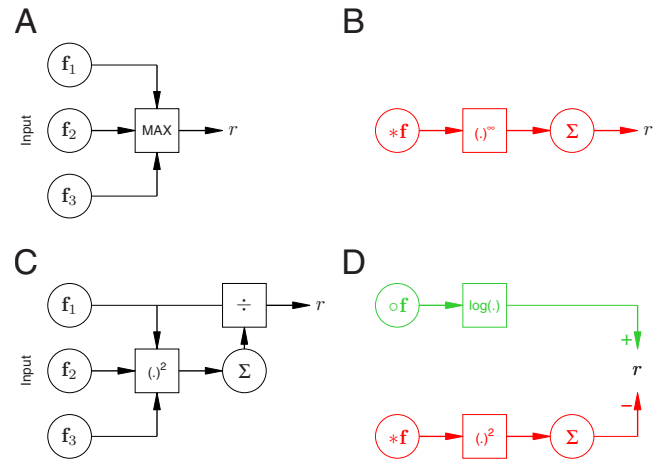 A
f₁
Input
f₂
MAX
r
f₃
B
∗f
(.)^∞
Σ
r
C
f₁
÷
r
Input
f₂
(.)²
Σ
f₃
D
∘f
log(.)
+
r
−
∗f
(.)²
Σ